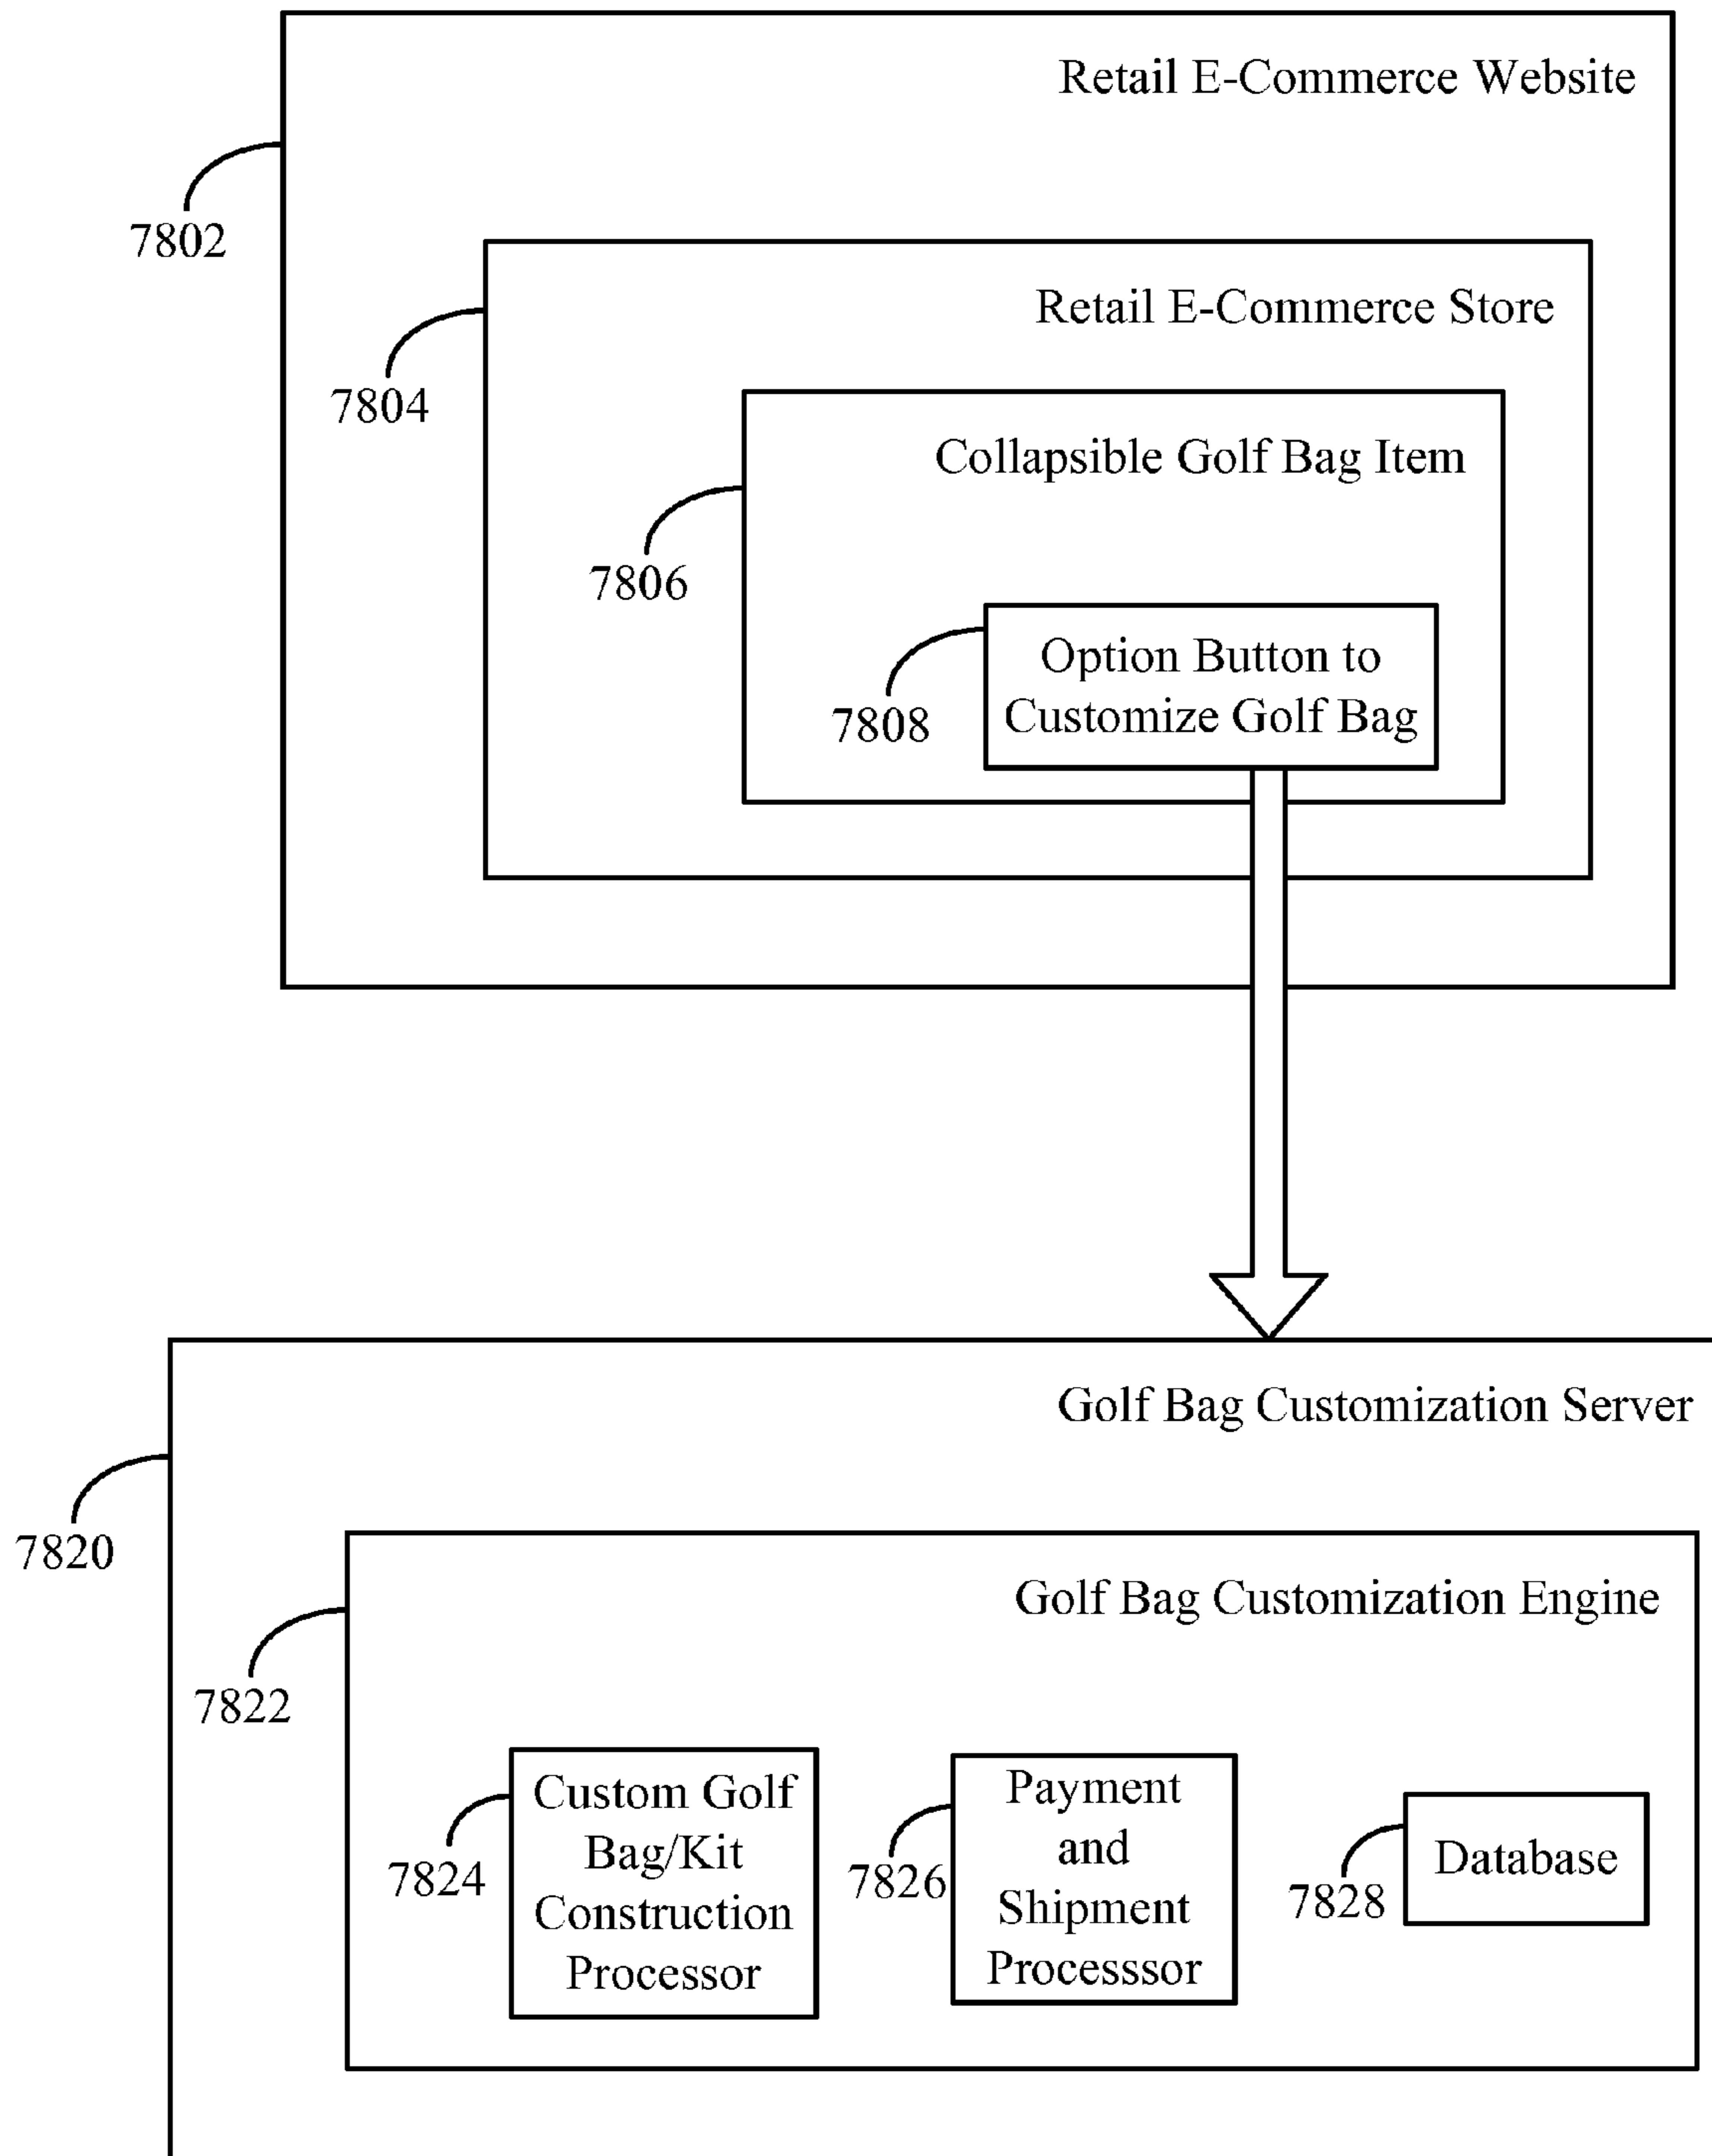 Retail E-Commerce Website
7802
Retail E-Commerce Store
7804
Collapsible Golf Bag Item
7806
Option Button to
Customize Golf Bag
7808
Golf Bag Customization Server
7820
Golf Bag Customization Engine
7822
Custom Golf
Bag/Kit
Construction
Processor
7824
Payment
and
Shipment
Processsor
7826
Database
7828